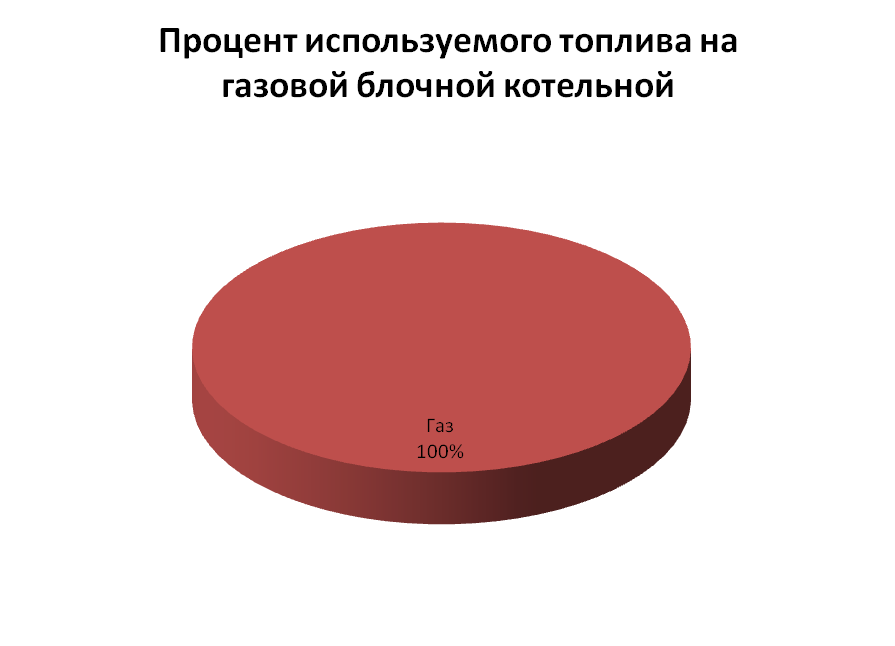 Процент используемого топлива на
газовой блочной котельной
Газ
100%